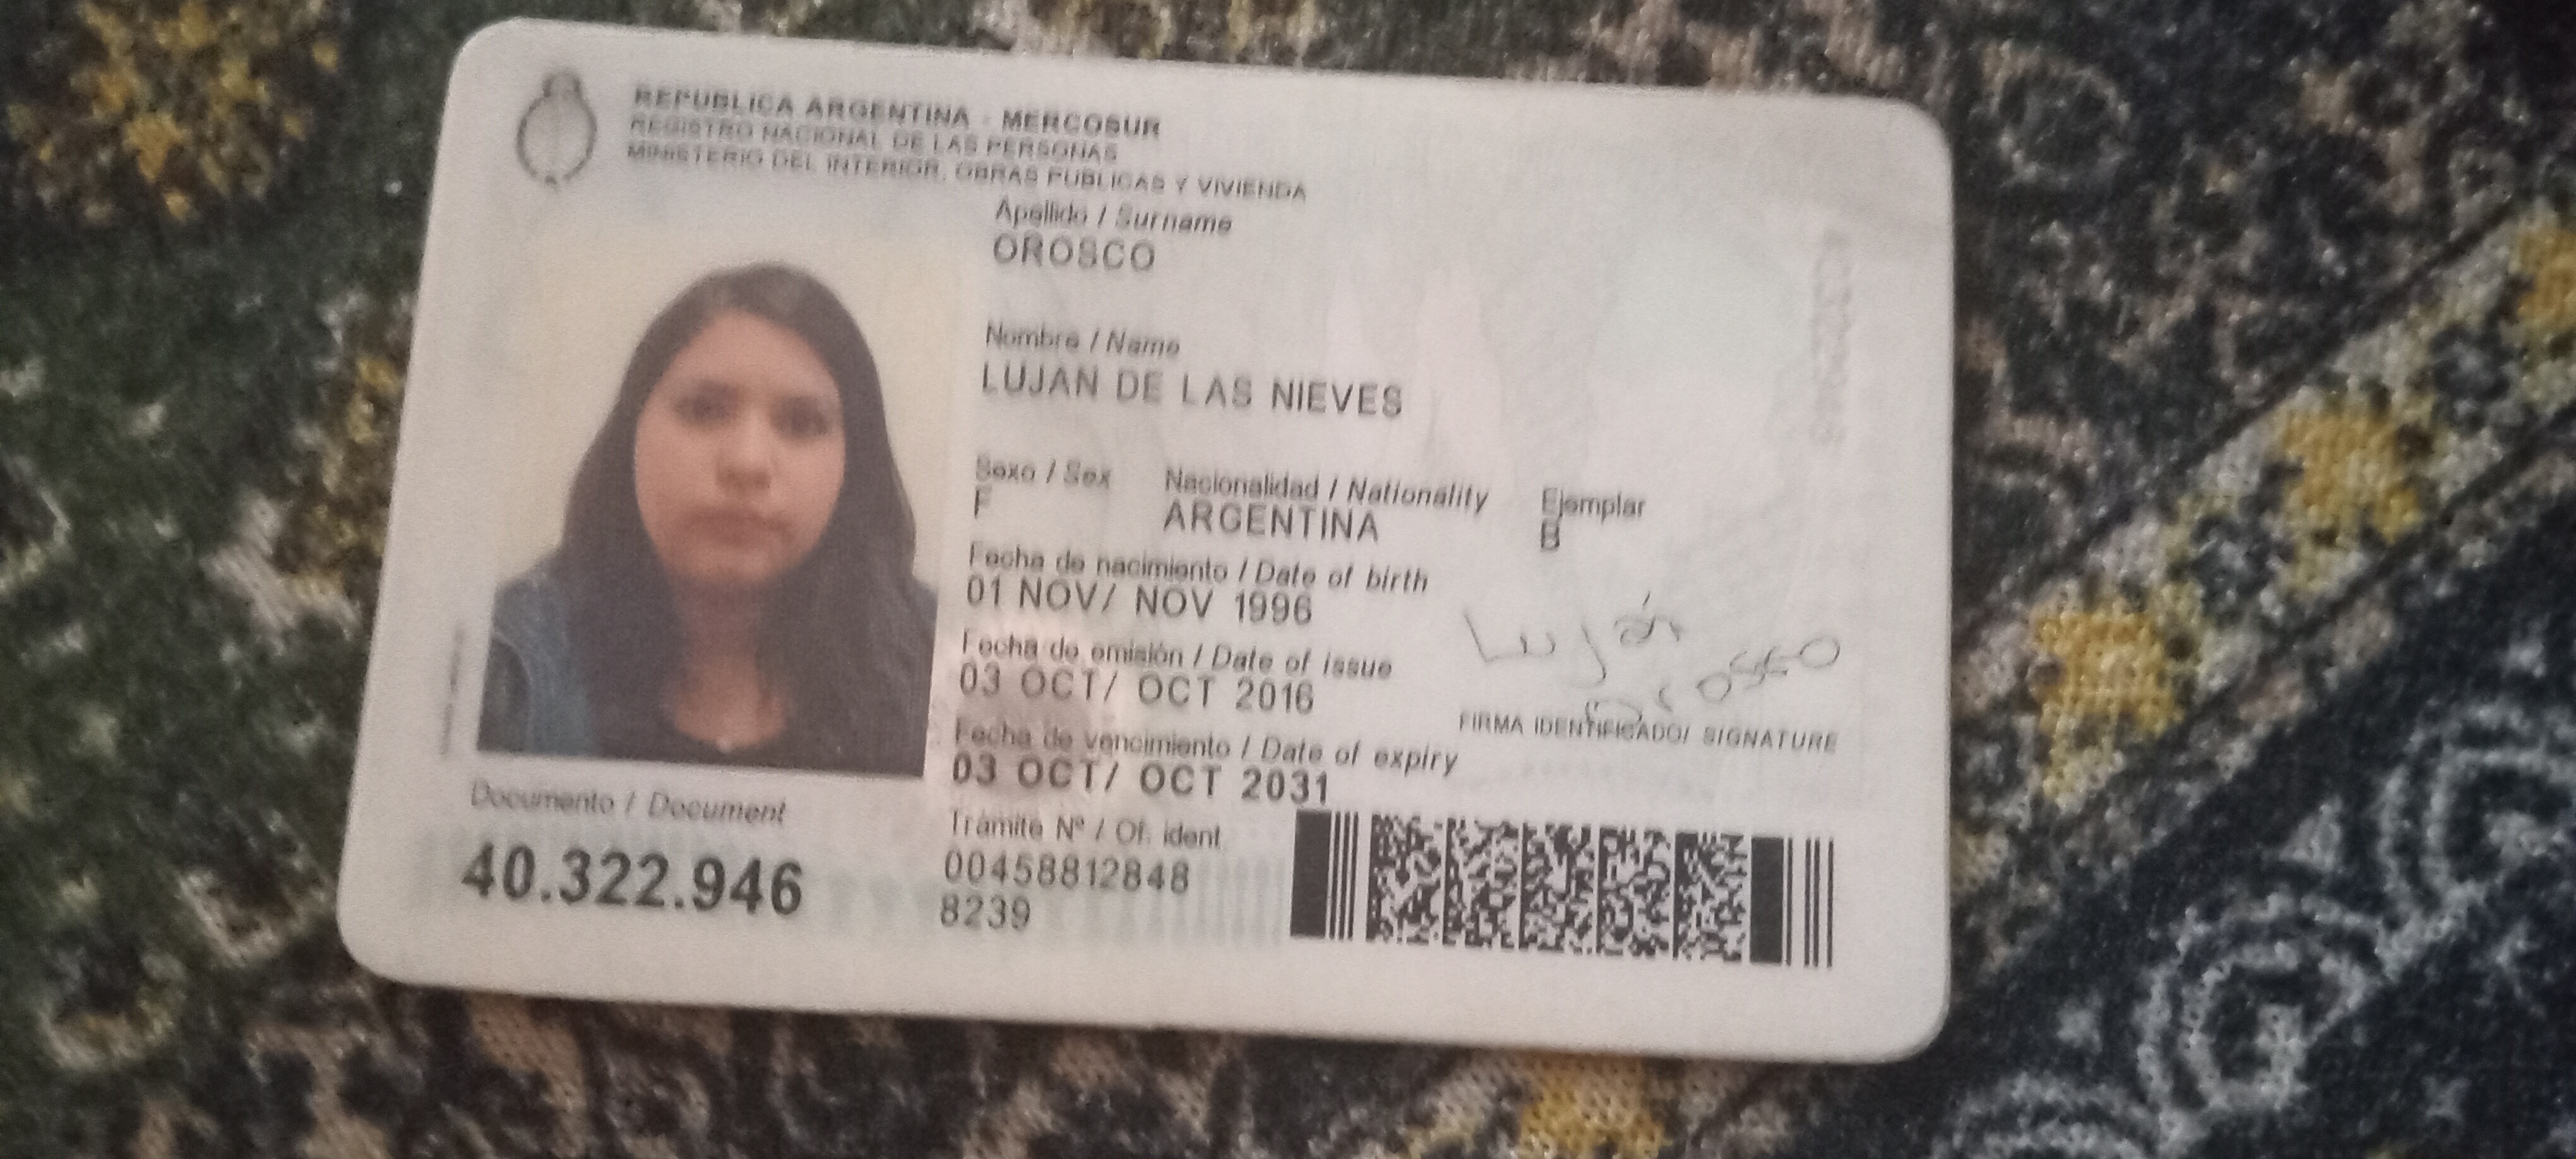 REPUBLICA ARGENTINA - MERCOSUR
REGISTRO NACIONAL DE LAS PERSONAS
MINISTERIO DEL INTERIOR, OBRAS PUBLICAS Y VIVIENDA
Apellido / Surname
OROSCO
Nombre / Name
LUJAN DE LAS NIEVES
Sexo / Sex Nacionalidad / Nationality Ejemplar
F ARGENTINA B
Fecha de nacimiento / Date of birth
01 NOV/ NOV 1996
Fecha de emisión / Date of issue
03 OCT/ OCT 2016
Luján
Orosco
FIRMA IDENTIFICADO/ SIGNATURE
Fecha de vencimiento / Date of expiry
03 OCT/ OCT 2031
Documento / Document
40.322.946
Trámite Nº / Of. ident
00458812848
8239